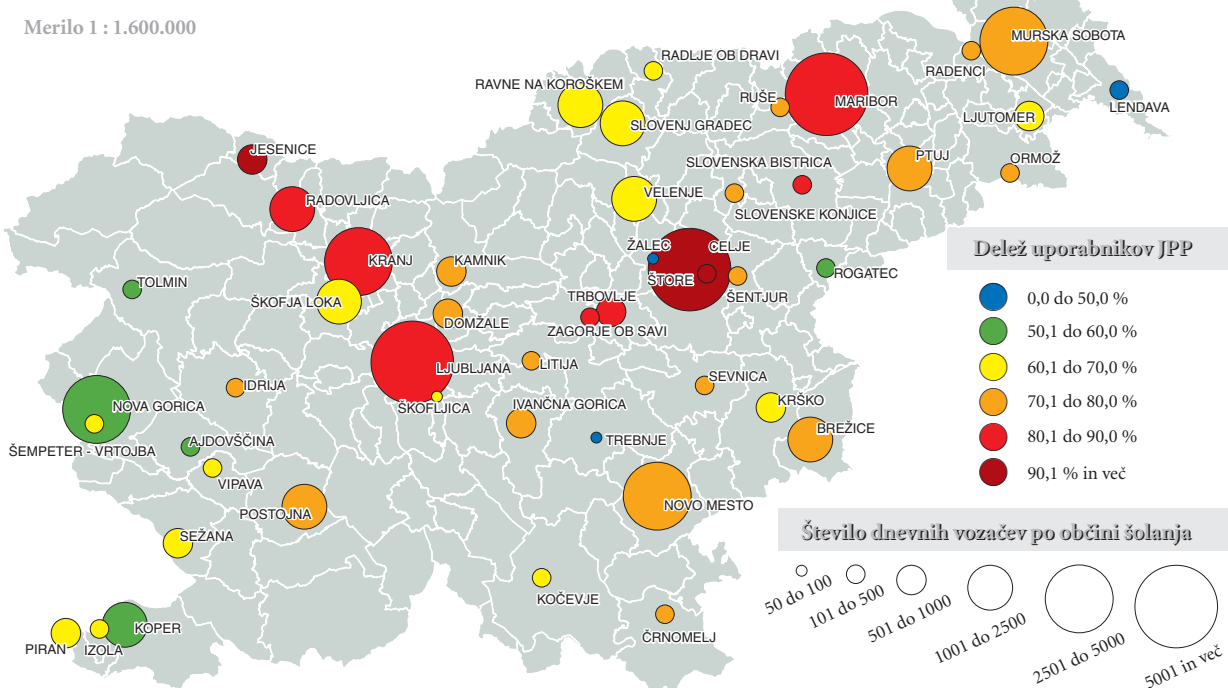 Merilo 1 : 1.600.000
MURSKA SOBOTA
RADLJE OB DRAVI
RADENCI
RAVNE NA KOROŠKEM
RUŠE
MARIBOR
LENDAVA
LJUTOMER
SLOVENJ GRADEC
JESENICE
PTUJ
ORMOŽ
SLOVENSKA BISTRICA
VELENJE
RADOVLJICA
SLOVENSKE KONJICE
ŽALEC
CELJE
KRANJ
KAMNIK
ROGATEC
TOLMIN
ŠTORE
ŠENTJUR
ŠKOFJA LOKA
TRBOVLJE
DOMŽALE
ZAGORJE OB SAVI
LJUBLJANA
LITIJA
SEVNICA
IDRIJA
ŠKOFLJICA
IVANČNA GORICA
KRŠKO
NOVA GORICA
BREŽICE
AJDOVŠČINA
TREBNJE
ŠEMPETER - VRTOJBA
VIPAVA
NOVO MESTO
POSTOJNA
SEŽANA
KOČEVJE
ČRNOMELJ
KOPER
IZOLA
PIRAN
Delež uporabnikov JPP
0,0 do 50,0 %
50,1 do 60,0 %
60,1 do 70,0 %
70,1 do 80,0 %
80,1 do 90,0 %
90,1 % in več
Število dnevnih vozačev po občini šolanja
50 do 100
101 do 500
501 do 1000
1001 do 2500
2501 do 5000
5001 in več